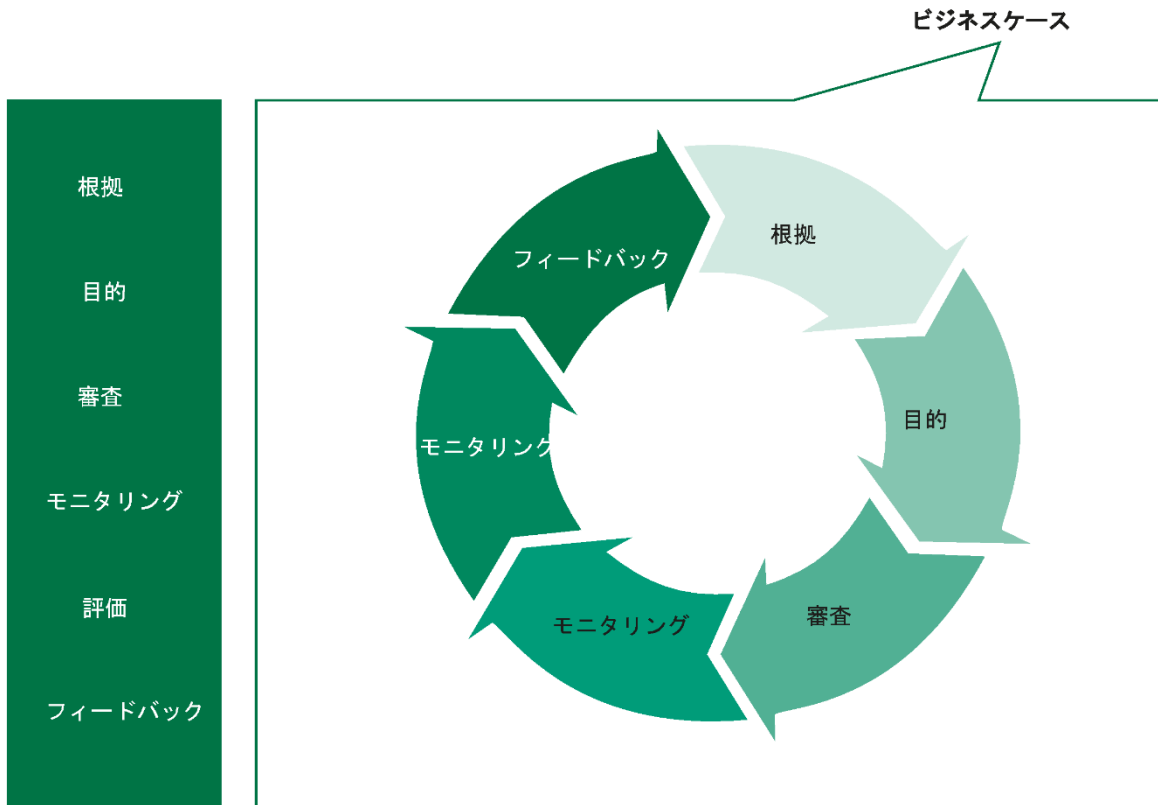 ビジネスケース
根拠
目的
審査
モニタリング
評価
フィードバック
フィードバック
根拠
目的
審査
モニタリング
モニタリング